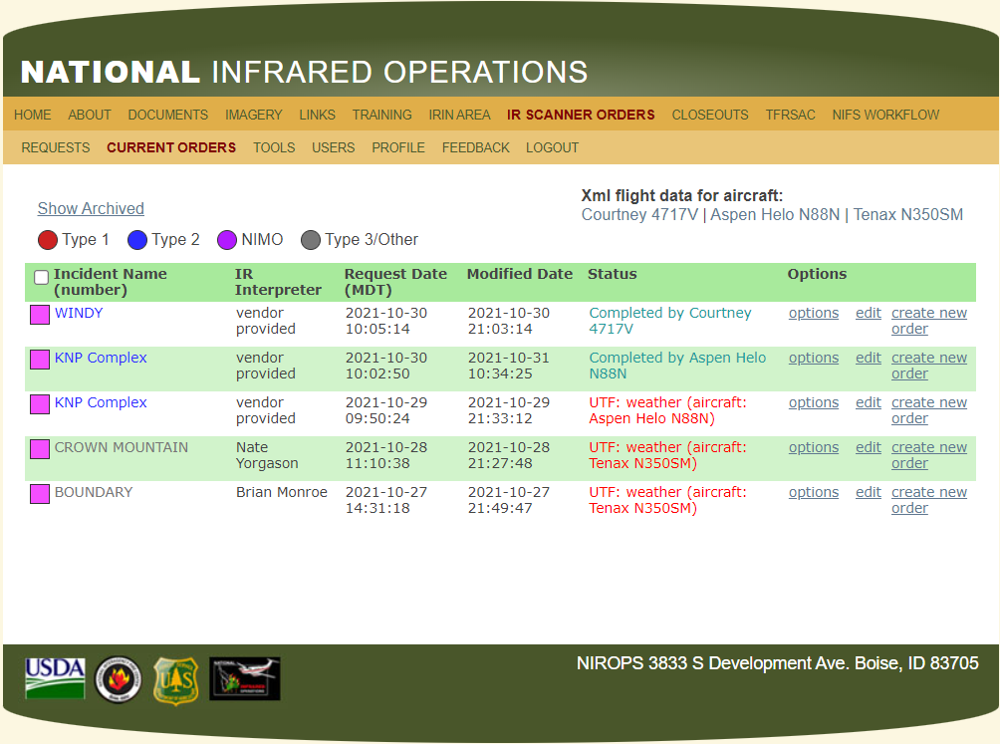 NATIONAL INFRARED OPERATIONS
HOME ABOUT DOCUMENTS IMAGERY LINKS TRAINING IRIN AREA IR SCANNER ORDERS CLOSEOUTS TFRSAC NIFS WORKFLOW
REQUESTS CURRENT ORDERS TOOLS USERS PROFILE FEEDBACK LOGOUT
Show Archived
Xml flight data for aircraft:
Courtney 4717V | Aspen Helo N88N | Tenax N350SM
Type 1 Type 2 NIMO Type 3/Other
Incident Name IR Request Date Modified Date Status Options
(number) Interpreter (MDT)
WINDY vendor 2021-10-30 2021-10-30 Completed by Courtney options edit create new
provided 10:05:14 21:03:14 4717V order
KNP Complex vendor 2021-10-30 2021-10-31 Completed by Aspen Helo options edit create new
provided 10:02:50 10:34:25 N88N order
KNP Complex vendor 2021-10-29 2021-10-29 UTF: weather (aircraft: options edit create new
provided 09:50:24 21:33:12 Aspen Helo N88N) order
CROWN MOUNTAIN Nate 2021-10-28 2021-10-28 UTF: weather (aircraft: options edit create new
Yorgason 11:10:38 21:27:48 Tenax N350SM) order
BOUNDARY Brian Monroe 2021-10-27 2021-10-27 UTF: weather (aircraft: options edit create new
14:31:18 21:49:47 Tenax N350SM) order
USDA
UAS
NIROPS 3833 S Development Ave. Boise, ID 83705